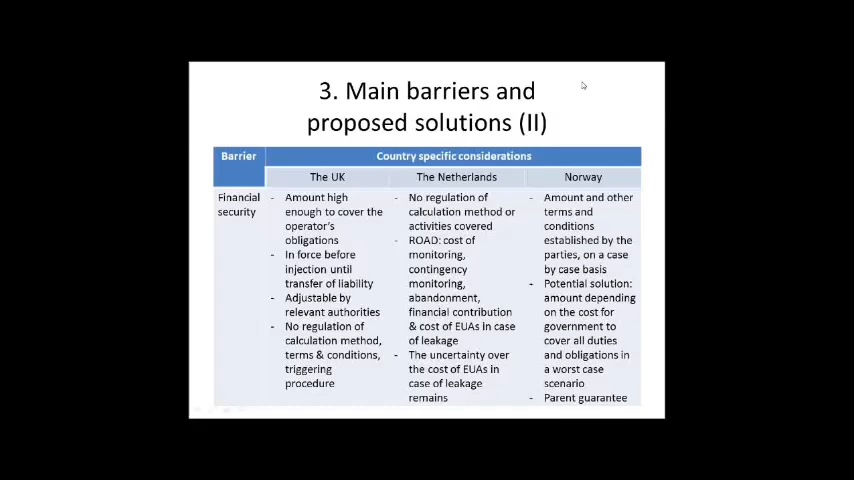 3. Main barriers and
proposed solutions (II)
Barrier
Country specific considerations
The UK
The Netherlands
Norway
Financial
security
- Amount high
enough to cover the
operator's
obligations
- In force before
injection until
transfer of liability
- Adjustable by
relevant authorities
- No regulation of
calculation method,
terms & conditions,
triggering
procedure
- No regulation of
calculation method or
activities covered
- ROAD: cost of
monitoring,
contingency
monitoring,
abandonment,
financial contribution
& cost of EUAs in case
of leakage
- The uncertainty over
the cost of EUAs in
case of leakage
remains
- Amount and other
terms and
conditions
established by the
parties, on a case
by case basis
- Potential solution:
amount depending
on the cost for
government to
cover all duties
and obligations in
a worst case
scenario
- Parent guarantee